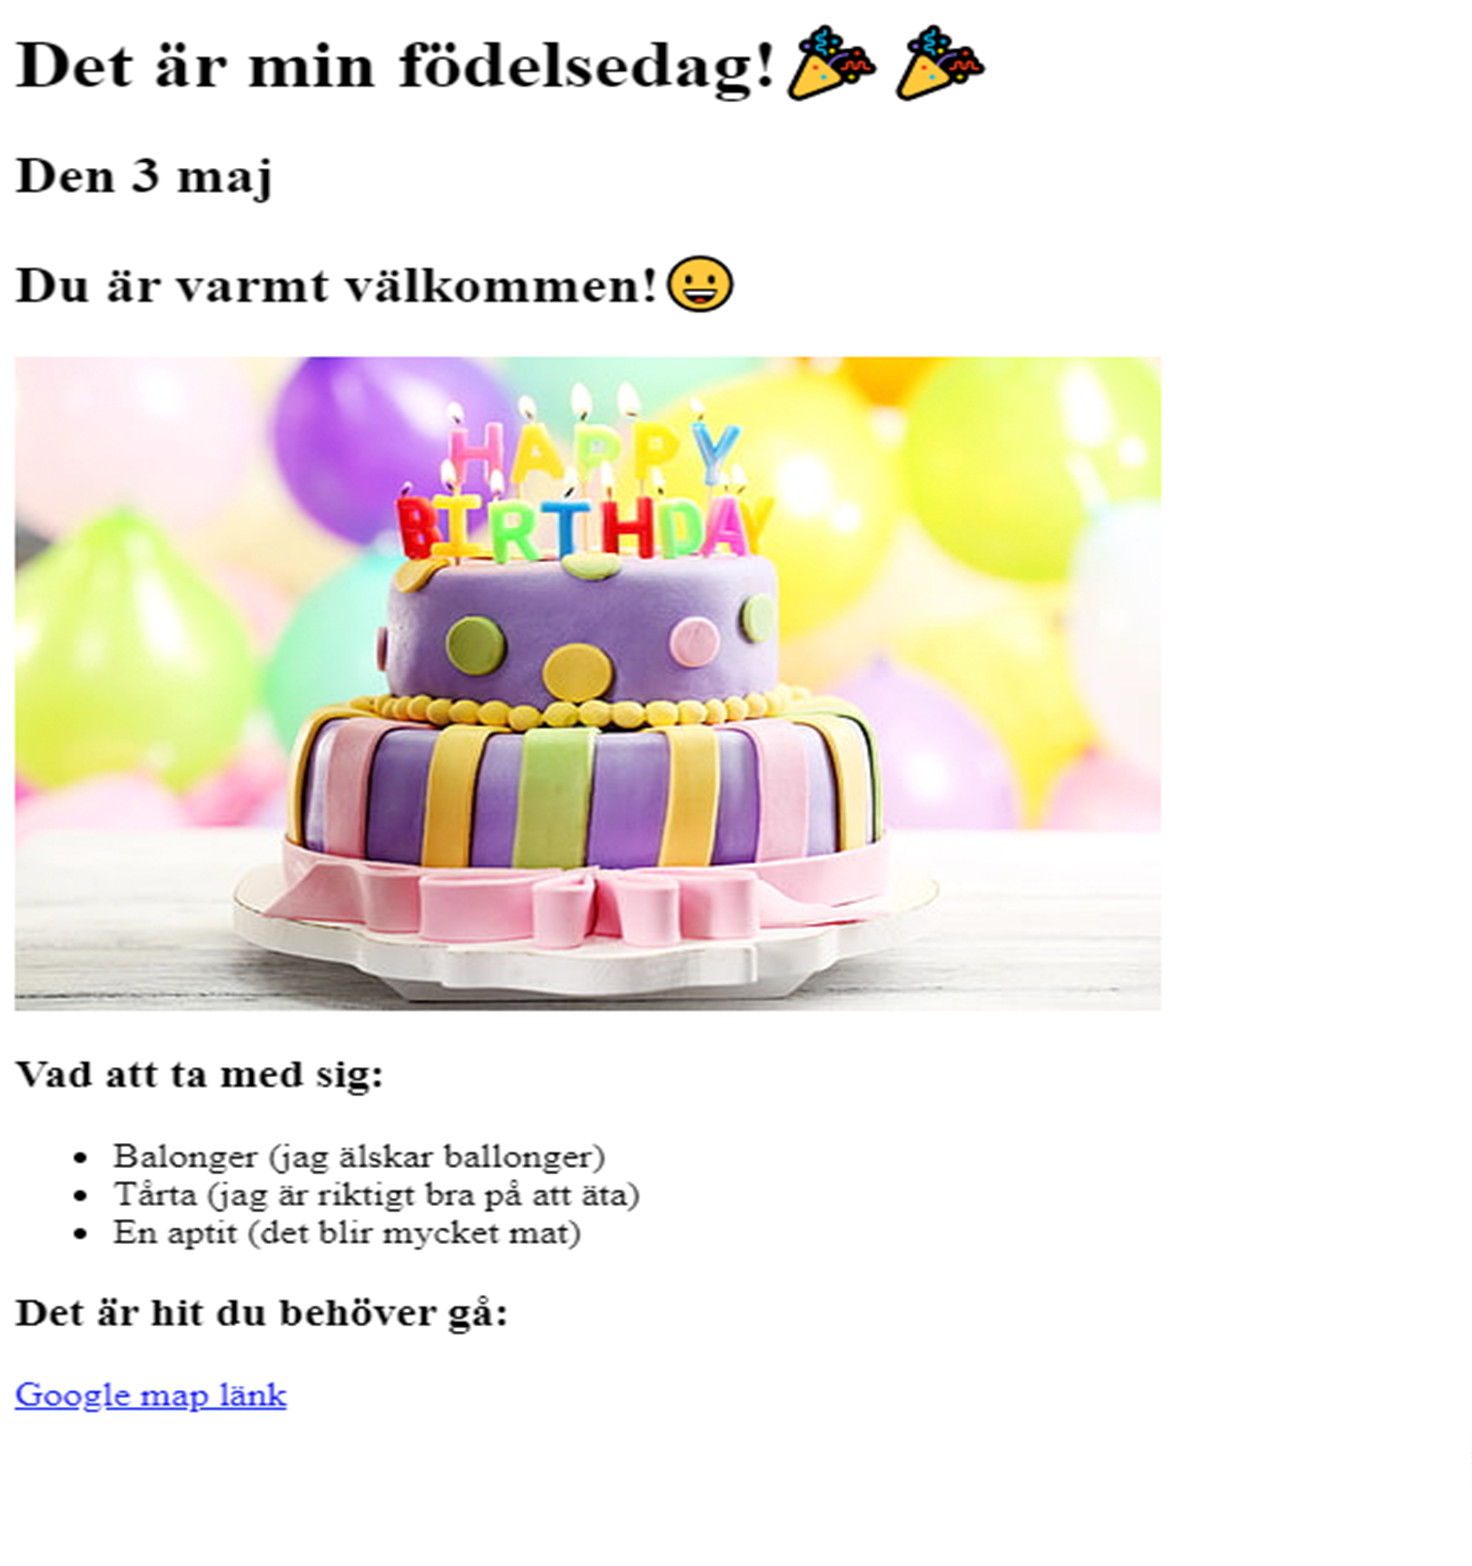 Det är min födelsedag!🎉 🎉
Den 3 maj
Du är varmt välkommen!😀
HAPPY
BIRTHDAY
Vad att ta med sig:
• Balonger (jag älskar ballonger)
• Tårta (jag är riktigt bra på att äta)
• En aptit (det blir mycket mat)
Det är hit du behöver gå:
Google map länk